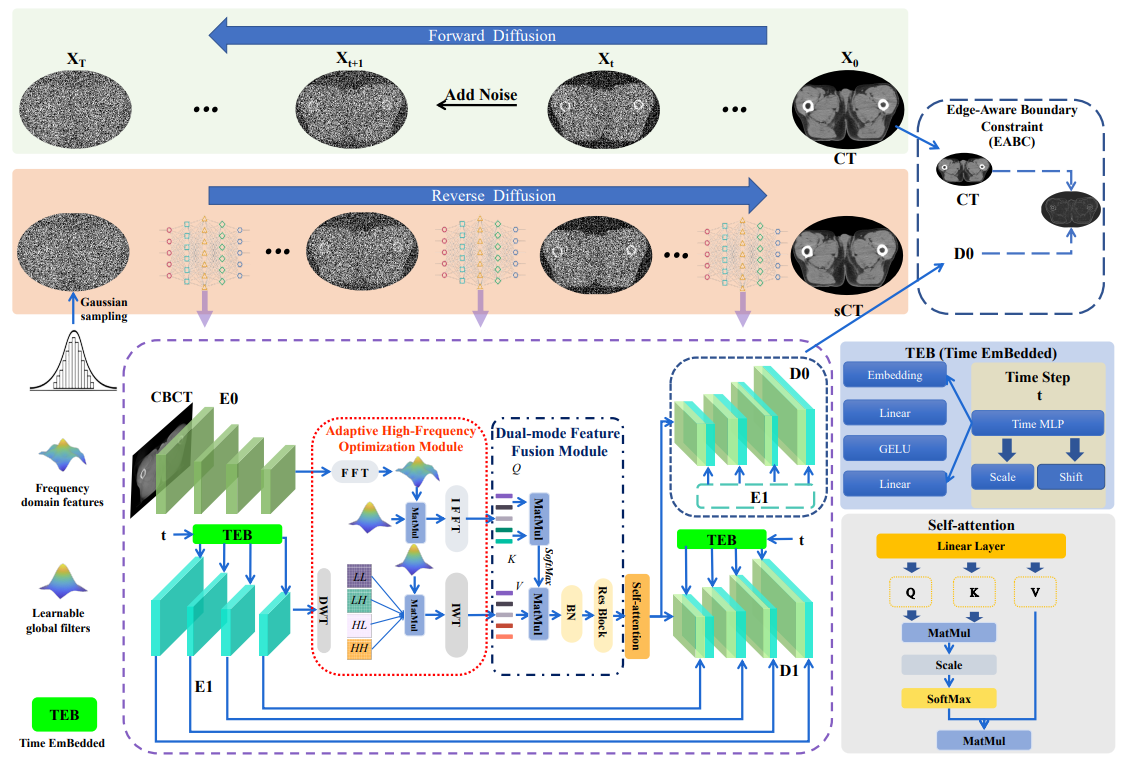 Forward Diffusion
X_T
X_t+1
X_t
X_0
...
Add Noise
...
CT
Edge-Aware Boundary
Constraint
(EABC)
CT
D0
Reverse Diffusion
...
...
sCT
Gaussian
sampling
CBCT
E0
Adaptive High-Frequency
Optimization Module
FFT
MatMul
IFFT
Dual-mode Feature
Fusion Module
Q
MatMul
K
SoftMax
V
MatMul
BN
Res Block
Self-attention
D0
E1
Frequency
domain features
t
TEB
TEB
t
Learnable
global filters
DWT
LL
LH
HL
HH
MatMul
IWT
E1
D1
TEB
Time EmBedded
TEB (Time EmBedded)
Embedding
Linear
GELU
Linear
Time Step
t
Time MLP
Scale
Shift
Self-attention
Linear Layer
Q
K
V
MatMul
Scale
SoftMax
MatMul